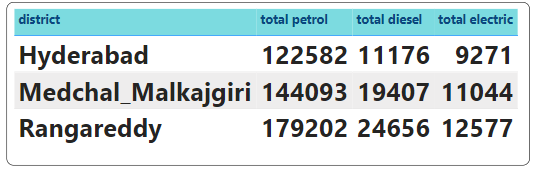 district total petrol total diesel total electric
Hyderabad 122582 11176 9271
Medchal_Malkajgiri 144093 19407 11044
Rangareddy 179202 24656 12577